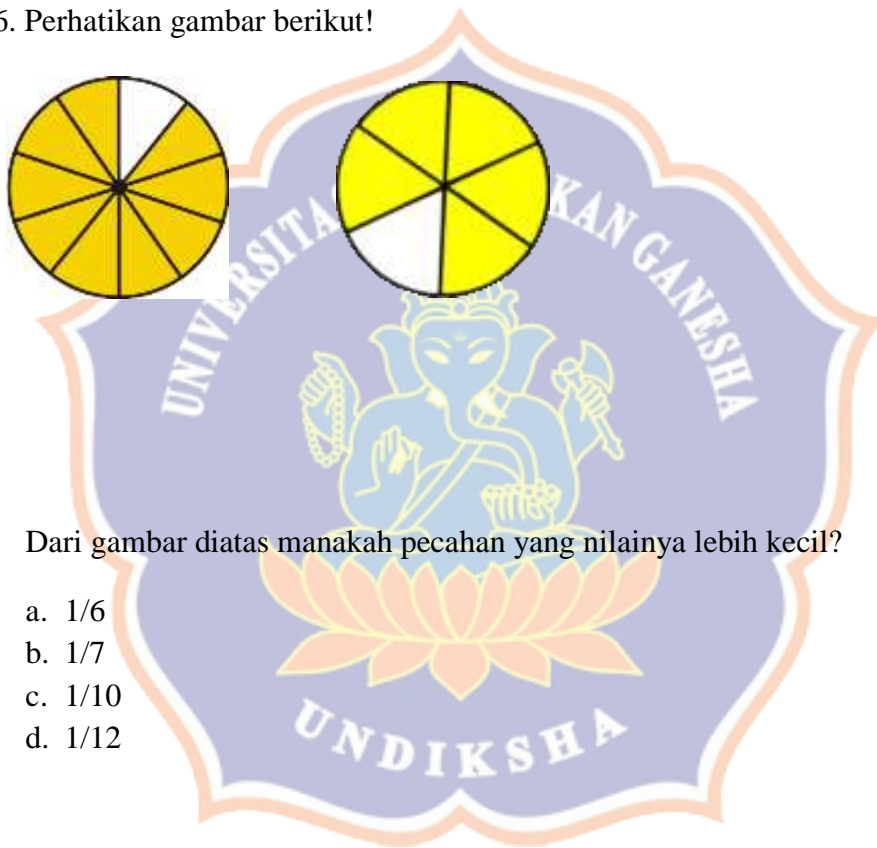 6. Perhatikan gambar berikut!
UNIVERSITAS KAN GANESHA
Dari gambar diatas manakah pecahan yang nilainya lebih kecil?
a. 1/6
b. 1/7
c. 1/10
d. 1/12
UNDIKSHA